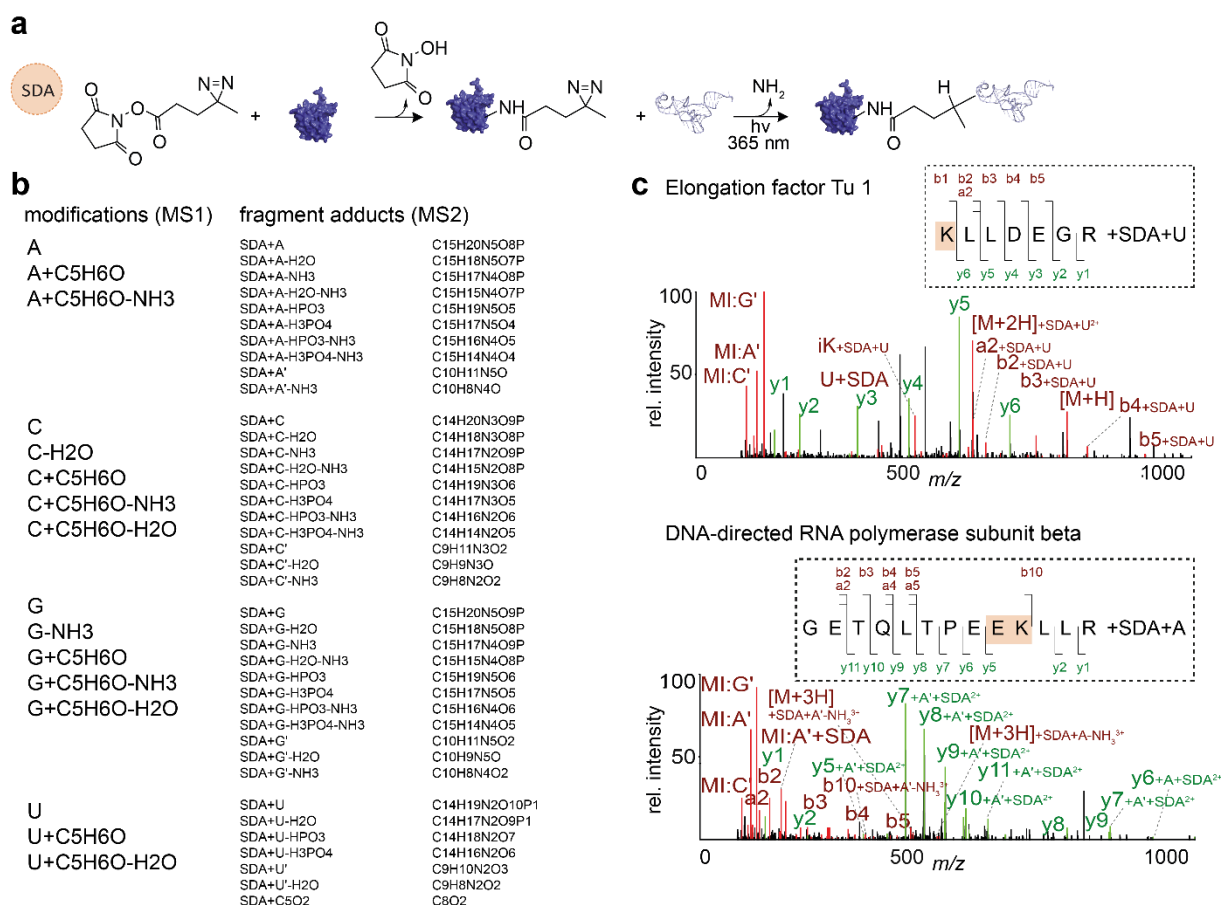 a
SDA
N=N
O
O
N
O
O
+
O
O
N
OH
NH
O
N=N
+
NH2
hv
365 nm
NH
O
H
b
modifications (MS1)
fragment adducts (MS2)
A
A+C5H6O
A+C5H6O-NH3
SDA+A C15H20N5O8P
SDA+A-H2O C15H18N5O7P
SDA+A-NH3 C15H17N4O8P
SDA+A-H2O-NH3 C15H15N4O7P
SDA+A-HPO3 C15H19N5O5
SDA+A-H3PO4 C15H17N5O4
SDA+A-HPO3-NH3 C15H16N4O5
SDA+A-H3PO4-NH3 C15H14N4O4
SDA+A' C10H11N5O
SDA+A'-NH3 C10H8N4O
C
C-H2O
C+C5H6O
C+C5H6O-NH3
C+C5H6O-H2O
SDA+C C14H20N3O9P
SDA+C-H2O C14H18N3O8P
SDA+C-NH3 C14H17N2O9P
SDA+C-H2O-NH3 C14H15N2O8P
SDA+C-HPO3 C14H19N3O6
SDA+C-H3PO4 C14H17N3O5
SDA+C-HPO3-NH3 C14H16N2O6
SDA+C-H3PO4-NH3 C14H14N2O5
SDA+C' C9H11N3O2
SDA+C'-H2O C9H9N3O
SDA+C'-NH3 C9H8N2O2
G
G-NH3
G+C5H6O
G+C5H6O-NH3
G+C5H6O-H2O
SDA+G C15H20N5O9P
SDA+G-H2O C15H18N5O8P
SDA+G-NH3 C15H17N4O9P
SDA+G-H2O-NH3 C15H15N4O8P
SDA+G-HPO3 C15H19N5O6
SDA+G-H3PO4 C15H17N5O5
SDA+G-HPO3-NH3 C15H16N4O6
SDA+G-H3PO4-NH3 C15H14N4O5
SDA+G' C10H11N5O2
SDA+G'-H2O C10H9N5O
SDA+G'-NH3 C10H8N4O2
U
U+C5H6O
U+C5H6O-H2O
SDA+U C14H19N2O10P1
SDA+U-H2O C14H17N2O9P1
SDA+U-HPO3 C14H18N2O7
SDA+U-H3PO4 C14H16N2O6
SDA+U' C9H10N2O3
SDA+U'-H2O C9H8N2O2
SDA+C5O2 C8O2
c
Elongation factor Tu 1
b1 b2 b3 b4 b5
a2
K L L D E G R +SDA+U
y6 y5 y4 y3 y2 y1
100
50
rel. intensity
MI:G'
MI:A'
MI:C'
y1
y2
U+SDA
y3
iK+SDA+U
y4
y5
[M+2H]+SDA+U2+
a2+SDA+U
b2+SDA+U
b3+SDA+U
y6
[M+H]
b4+SDA+U
b5+SDA+U
0 500 1000
m/z
DNA-directed RNA polymerase subunit beta
b2 b3 b4 b5 b10
a2 a4 a5
G E T Q L T P E E K L L R +SDA+A
y11 y10 y9 y8 y7 y6 y5 y2 y1
100
50
rel. intensity
MI:G'
MI:A'
MI:C'
[M+3H]
+SDA+A'-NH3 3+
MI:A'+SDA
y1
b2
a2
y2
b3
y5+A'+SDA2+
b10+SDA+A'-NH3 3+
b4
b5
y7+A'+SDA2+
y8+A'+SDA2+
y9+A'+SDA2+
[M+3H]+SDA+A-NH3 3+
y11+A'+SDA2+
y10+A'+SDA2+
y6+A+SDA2+
y7+A'+SDA2+
y8
y9
0 500 1000
m/z